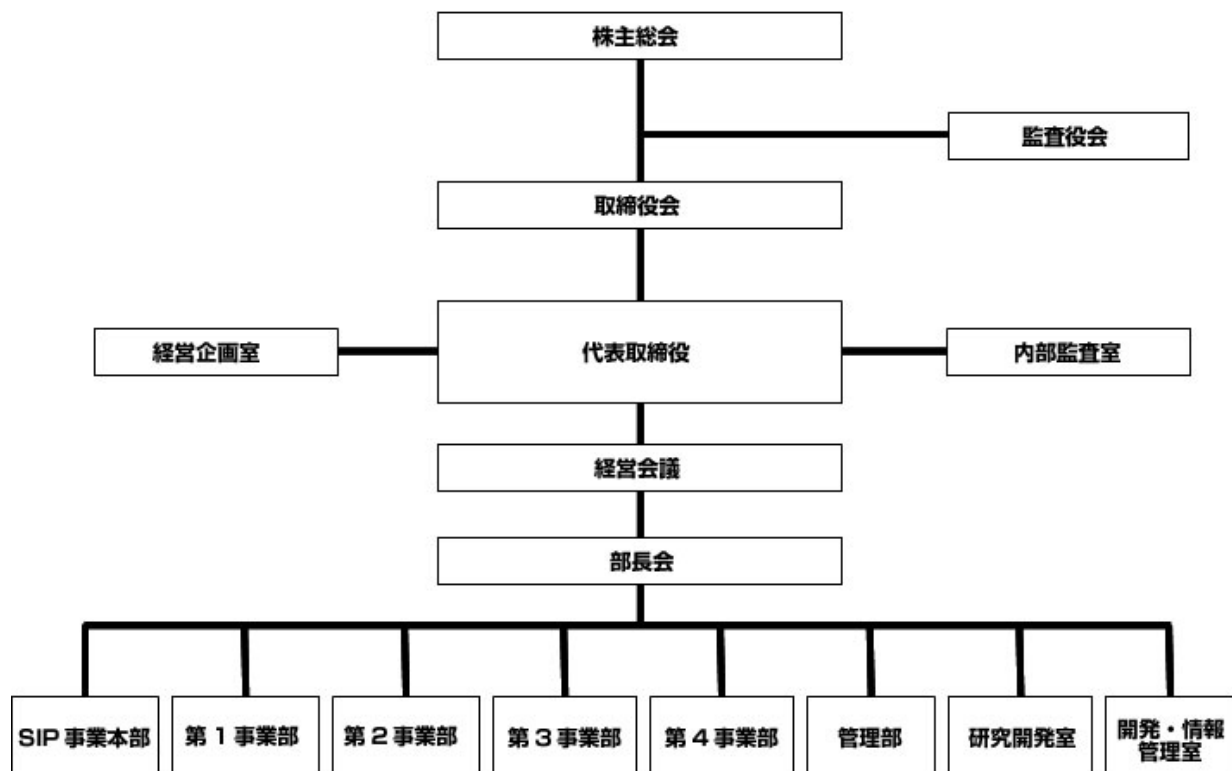 株主総会
監査役会
取締役会
経営企画室
代表取締役
内部監査室
経営会議
部長会
SIP 事業本部
第 1 事業部
第 2 事業部
第 3 事業部
第 4 事業部
管理部
研究開発室
開発・情報
管理室